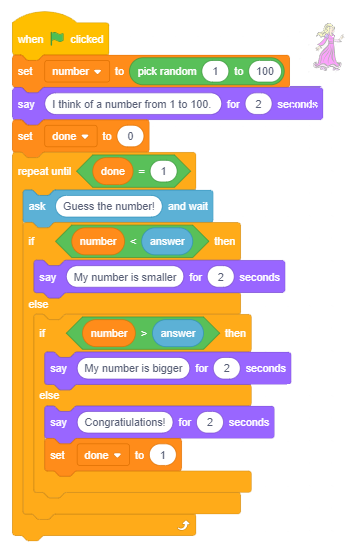 when clicked
set number to pick random 1 to 100
say I think of a number from 1 to 100. for 2 seconds
set done to 0
repeat until done = 1
ask Guess the number! and wait
if number < answer then
say My number is smaller for 2 seconds
else
if number > answer then
say My number is bigger for 2 seconds
else
say Congratiulations! for 2 seconds
set done to 1